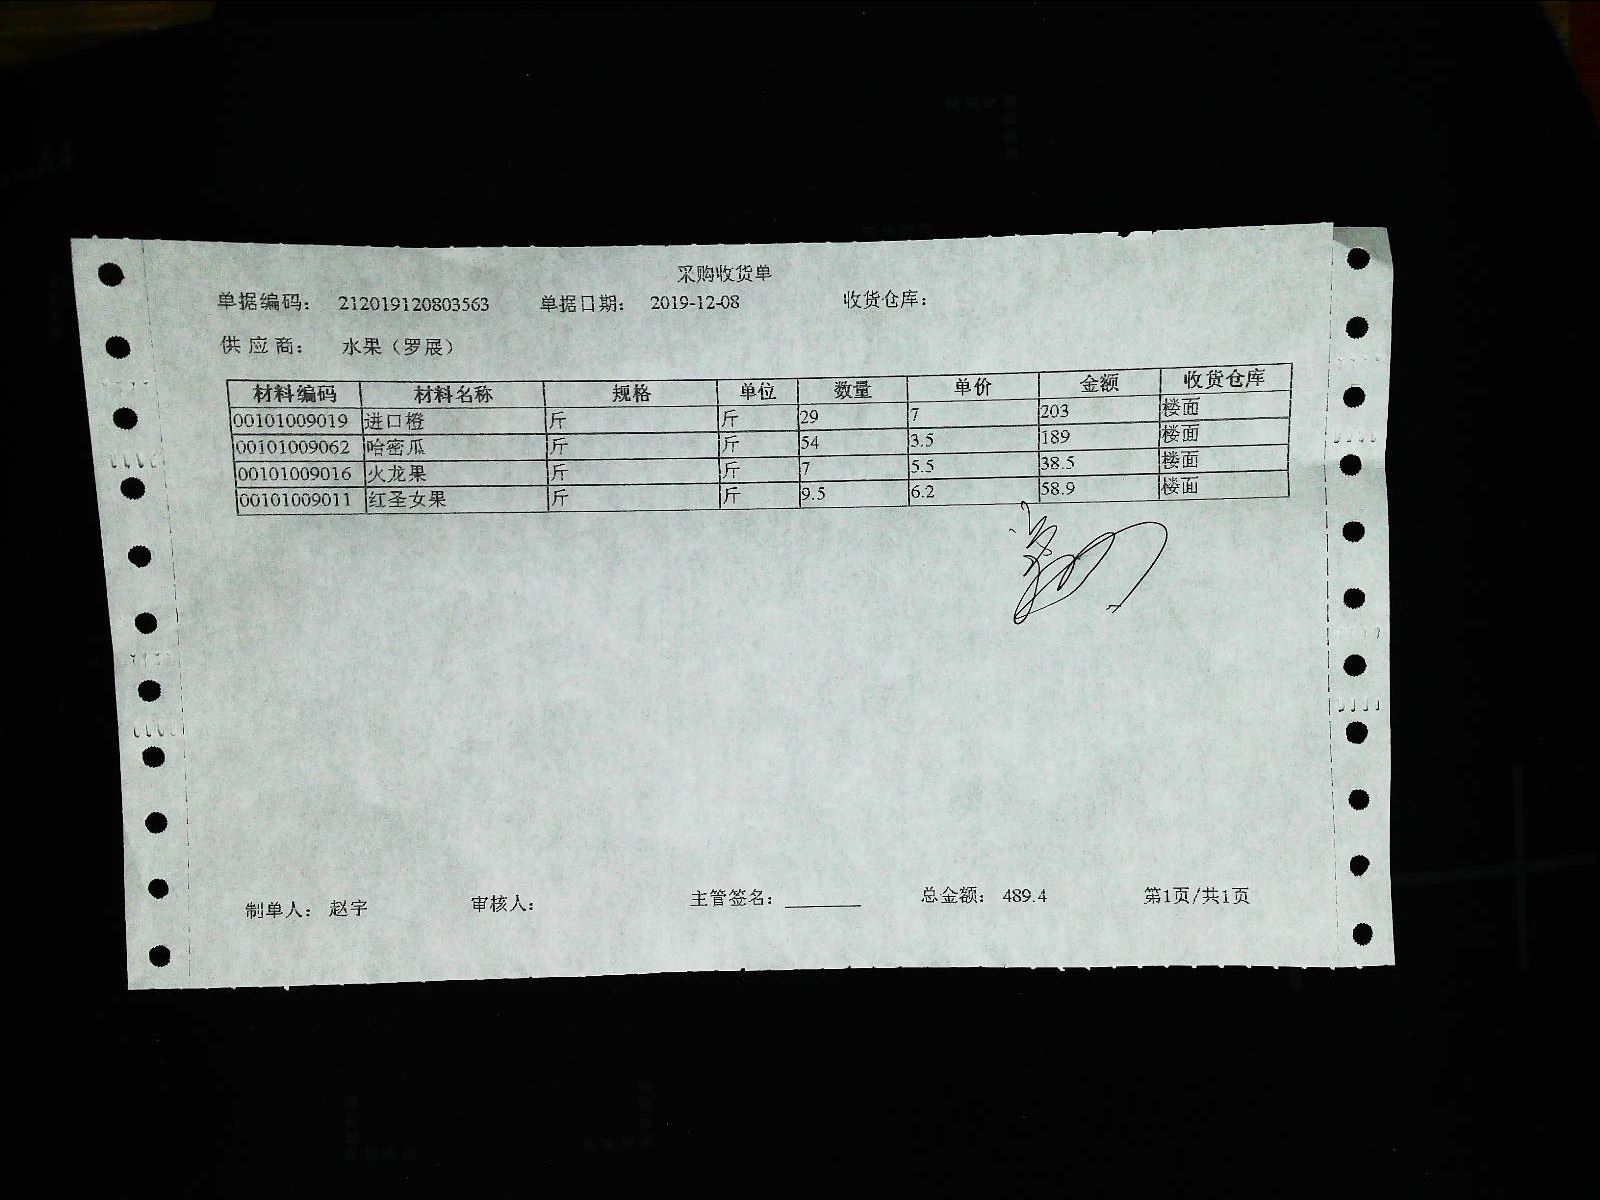 采购收货单
单据编码： 212019120803563 单据日期： 2019-12-08 收货仓库：
供应商： 水果（罗展）
材料编码 材料名称 规格 单位 数量 单价 金额 收货仓库
00101009019 进口橙 斤 斤 29 7 203 楼面
00101009062 哈密瓜 斤 斤 54 3.5 189 楼面
00101009016 火龙果 斤 斤 7 5.5 38.5 楼面
00101009011 红圣女果 斤 斤 9.5 6.2 58.9 楼面
制单人： 赵宇 审核人： 主管签名： 总金额： 489.4 第1页/共1页